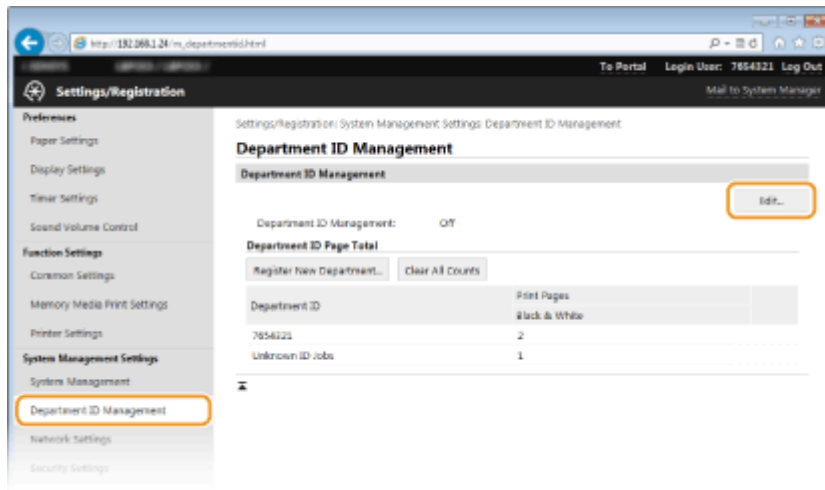 http://192.168.1.24/m_departmentid.html
To Portal Login User: 7654321 Log Out
Settings/Registration
Mail to System Manager
Preferences
Paper Settings
Display Settings
Timer Settings
Sound Volume Control
Function Settings
Common Settings
Memory Media Print Settings
Printer Settings
System Management Settings
System Management
Department ID Management
Network Settings
Security Settings
Settings/Registration: System Management Settings: Department ID Management
Department ID Management
Department ID Management
Edit...
Department ID Management: Off
Department ID Page Total
Register New Department... Clear All Counts
Department ID
Print Pages
Black & White
7654321 2
Unknown ID Jobs 1